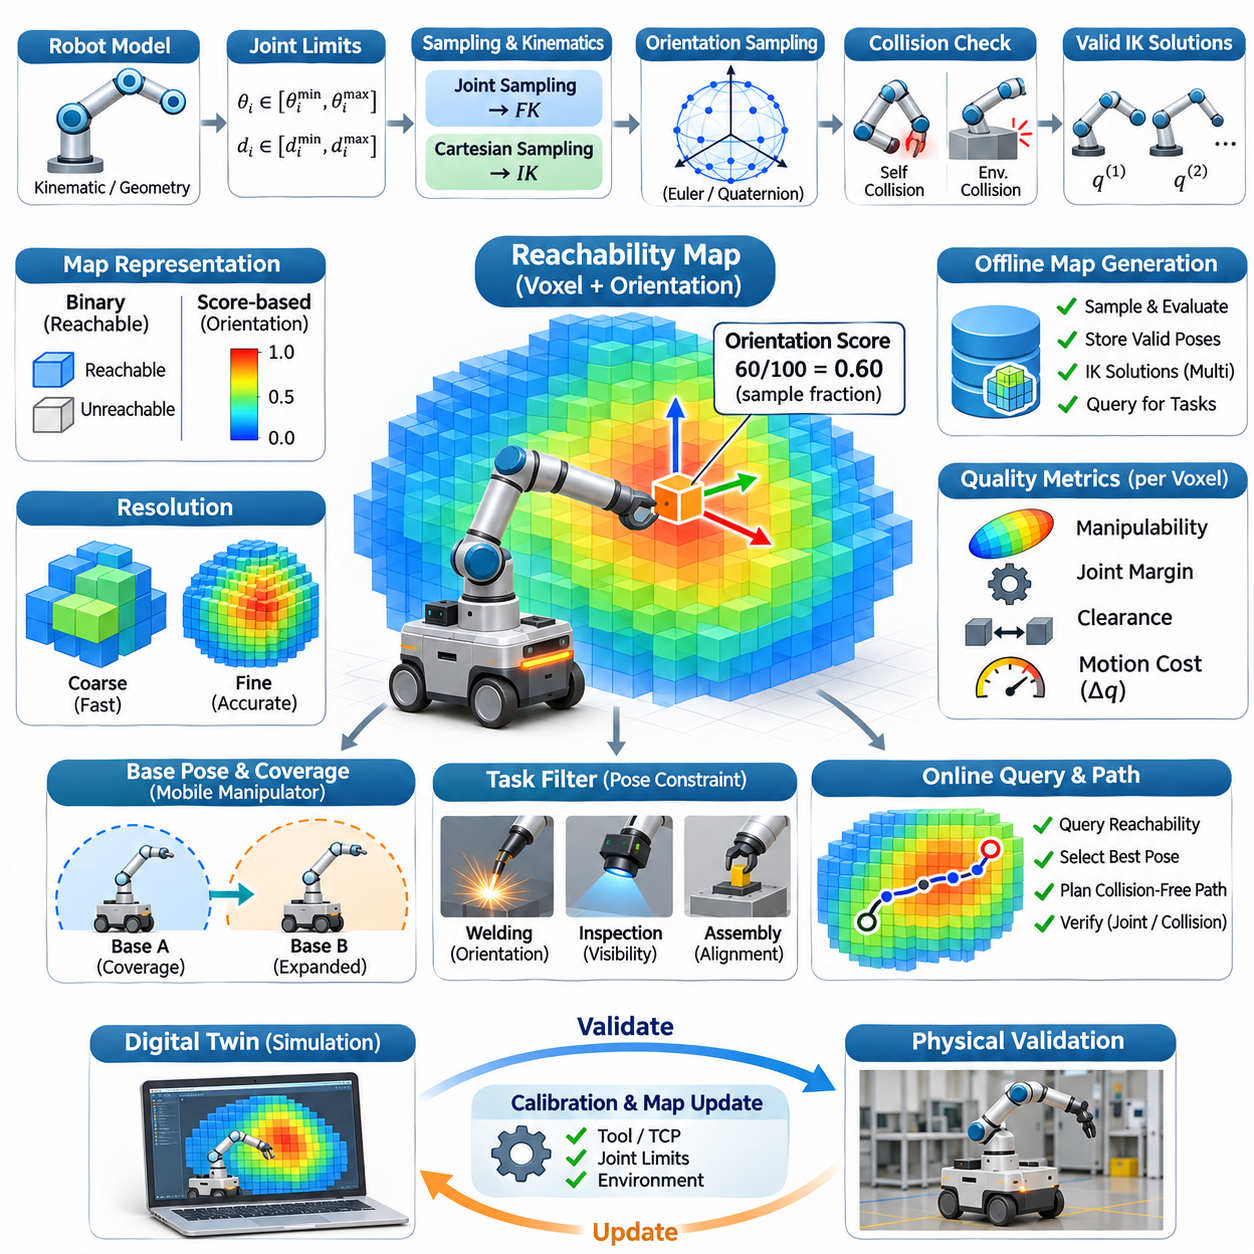 Robot Model
Kinematic / Geometry
Joint Limits
θᵢ ∈ [θᵢᵐⁱⁿ, θᵢᵐᵃˣ]
dᵢ ∈ [dᵢᵐⁱⁿ, dᵢᵐᵃˣ]
Sampling & Kinematics
Joint Sampling
→ FK
Cartesian Sampling
→ IK
Orientation Sampling
(Euler / Quaternion)
Collision Check
Self
Collision
Env.
Collision
Valid IK Solutions
q⁽¹⁾
q⁽²⁾
...
Map Representation
Binary
(Reachable)
Reachable
Unreachable
Score-based
(Orientation)
1.0
0.5
0.0
Reachability Map
(Voxel + Orientation)
Orientation Score
60/100 = 0.60
(sample fraction)
Offline Map Generation
Sample & Evaluate
Store Valid Poses
IK Solutions (Multi)
Query for Tasks
Resolution
Coarse
(Fast)
Fine
(Accurate)
Quality Metrics (per Voxel)
Manipulability
Joint Margin
Clearance
Motion Cost
(Δq)
Base Pose & Coverage
(Mobile Manipulator)
Base A
(Coverage)
Base B
(Expanded)
Task Filter (Pose Constraint)
Welding
(Orientation)
Inspection
(Visibility)
Assembly
(Alignment)
Online Query & Path
Query Reachability
Select Best Pose
Plan Collision-Free Path
Verify (Joint / Collision)
Digital Twin (Simulation)
Validate
Calibration & Map Update
Tool / TCP
Joint Limits
Environment
Update
Physical Validation